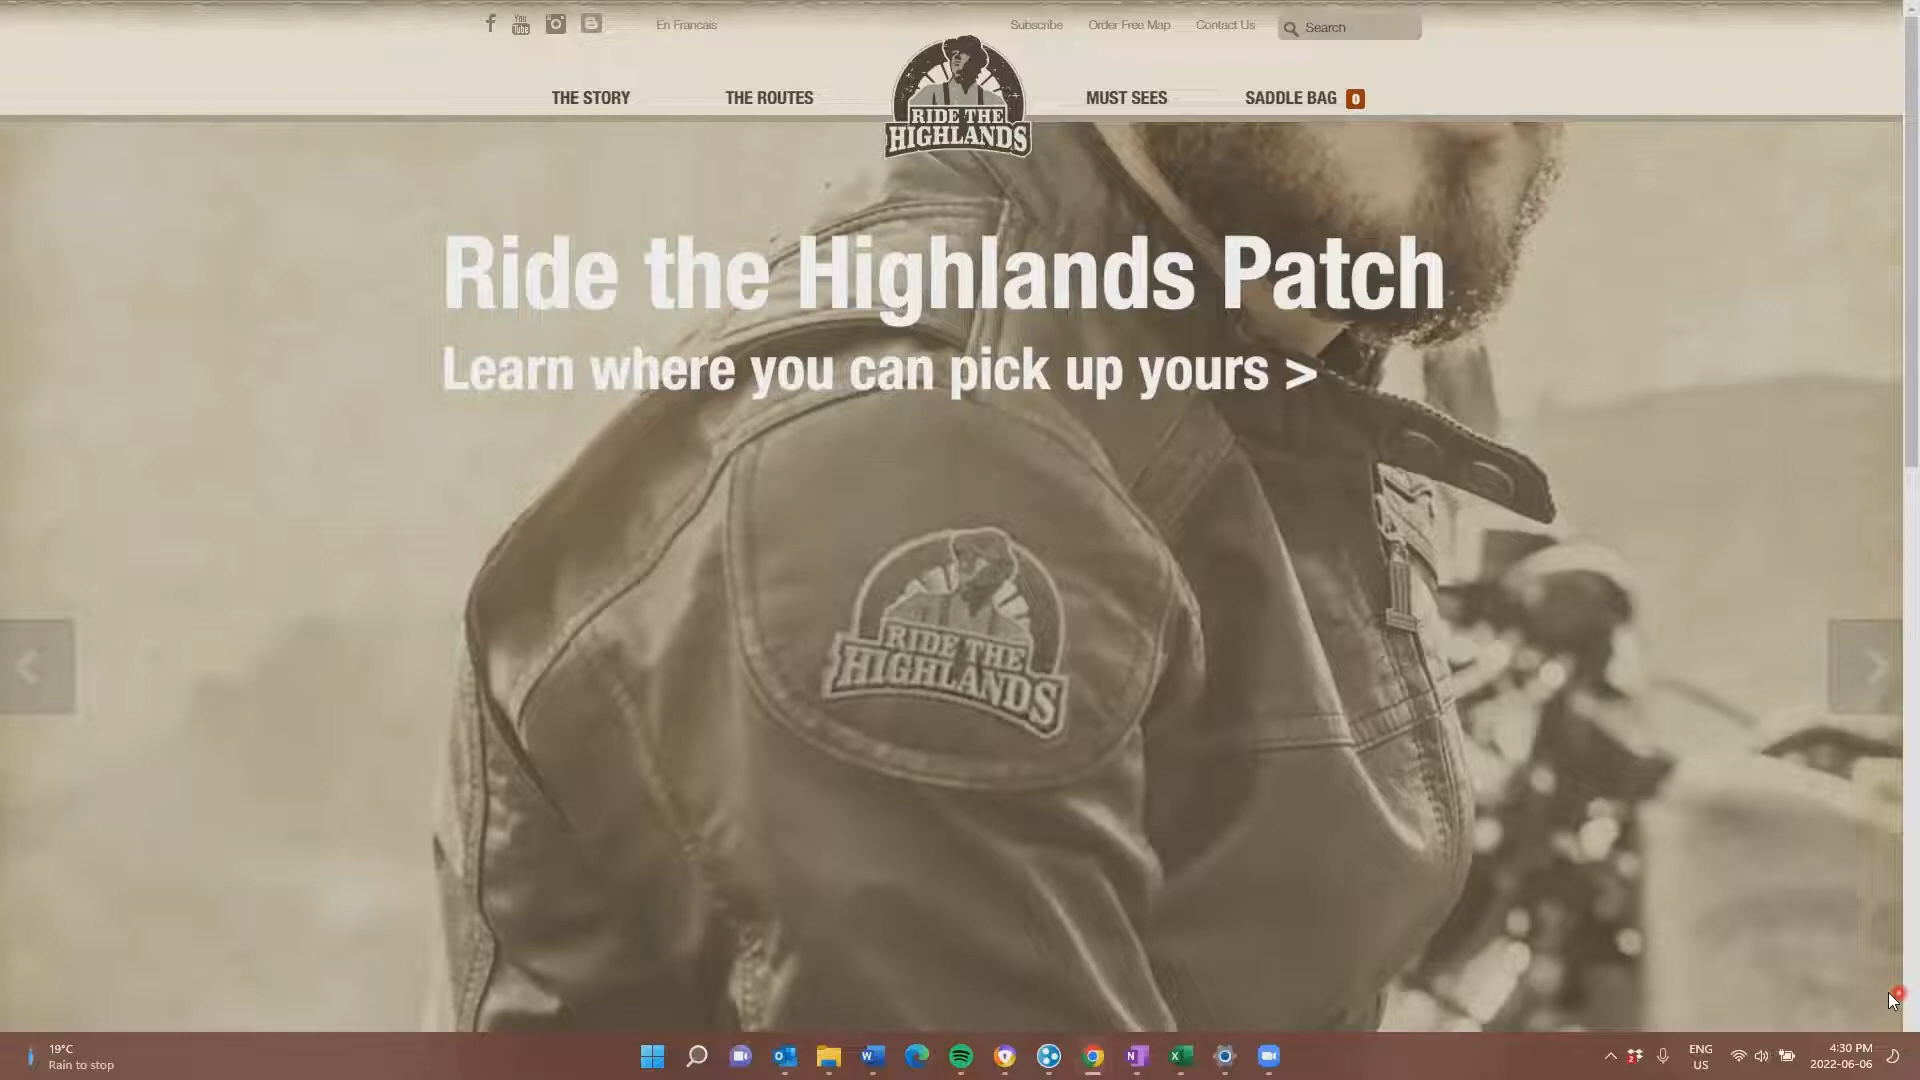 You
Tube
En Francais
Subscribe
Order Free Map
Contact Us
Search
THE STORY
THE ROUTES
RIDE THE
HIGHLANDS
MUST SEES
SADDLE BAG 0
Ride the Highlands Patch
Learn where you can pick up yours >
RIDE THE
HIGHLANDS
19°C
Rain to stop
ENG
US
4:30 PM
2022-06-06